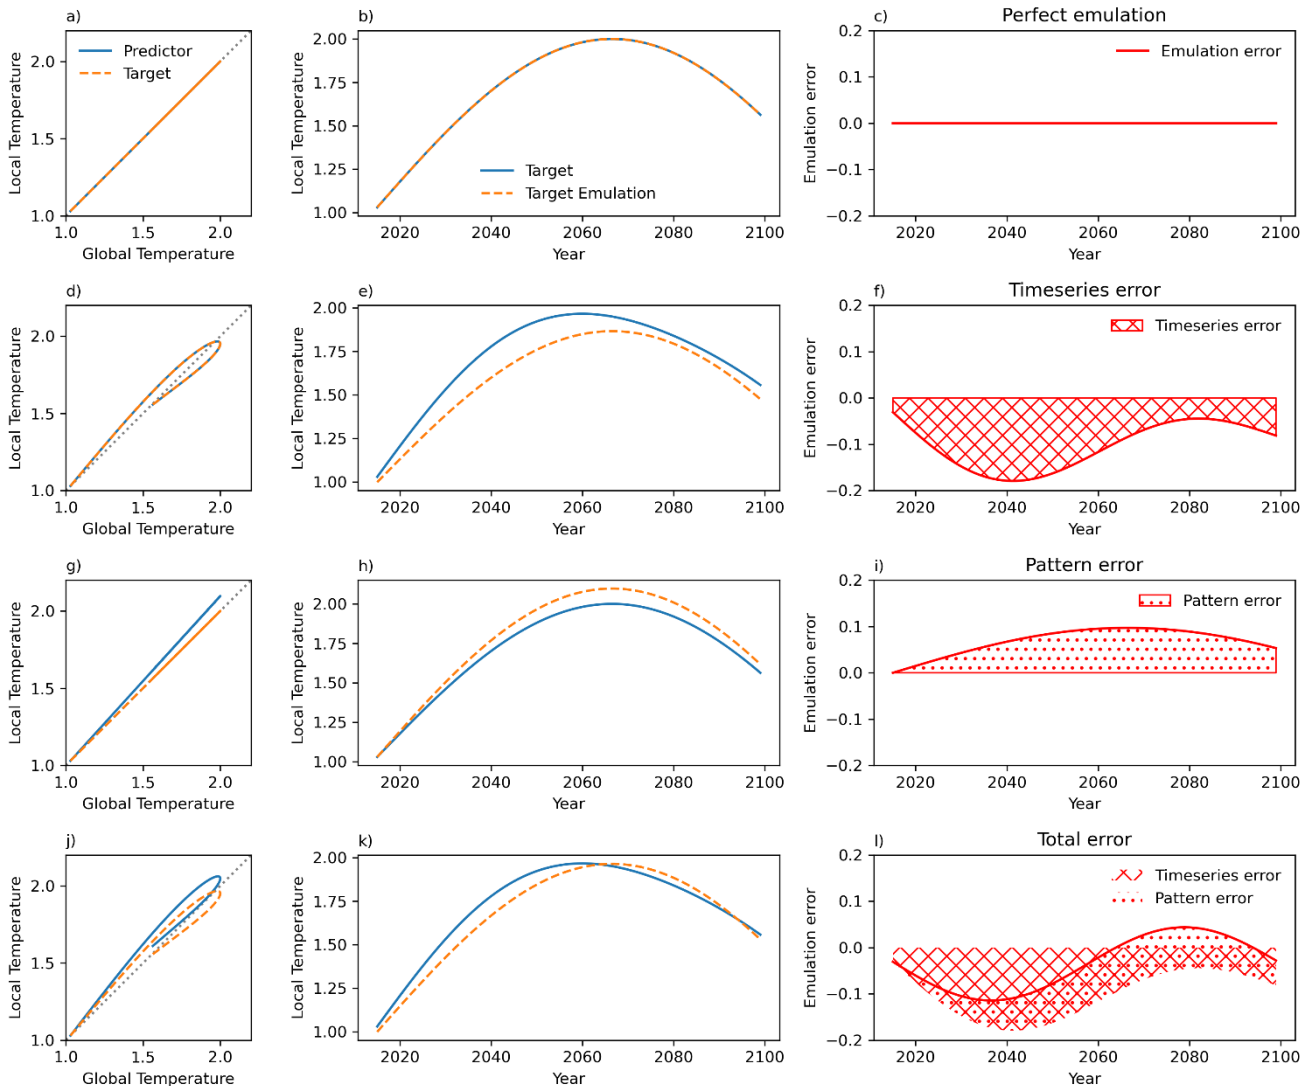 a)
2.0
1.5
1.0
1.0 1.5 2.0
Local Temperature
Global Temperature
Predictor
Target
b)
2.00
1.75
1.50
1.25
1.00
2020 2040 2060 2080 2100
Local Temperature
Year
Target
Target Emulation
c)
Perfect emulation
0.2
0.1
0.0
−0.1
−0.2
2020 2040 2060 2080 2100
Emulation error
Year
Emulation error
d)
2.0
1.5
1.0
1.0 1.5 2.0
Local Temperature
Global Temperature
e)
2.00
1.75
1.50
1.25
1.00
2020 2040 2060 2080 2100
Local Temperature
Year
f)
Timeseries error
0.2
0.1
0.0
−0.1
−0.2
2020 2040 2060 2080 2100
Emulation error
Year
Timeseries error
g)
2.0
1.5
1.0
1.0 1.5 2.0
Local Temperature
Global Temperature
h)
2.00
1.75
1.50
1.25
1.00
2020 2040 2060 2080 2100
Local Temperature
Year
i)
Pattern error
0.2
0.1
0.0
−0.1
−0.2
2020 2040 2060 2080 2100
Emulation error
Year
Pattern error
j)
2.0
1.5
1.0
1.0 1.5 2.0
Local Temperature
Global Temperature
k)
2.00
1.75
1.50
1.25
1.00
2020 2040 2060 2080 2100
Local Temperature
Year
l)
Total error
0.2
0.1
0.0
−0.1
−0.2
2020 2040 2060 2080 2100
Emulation error
Year
Timeseries error
Pattern error